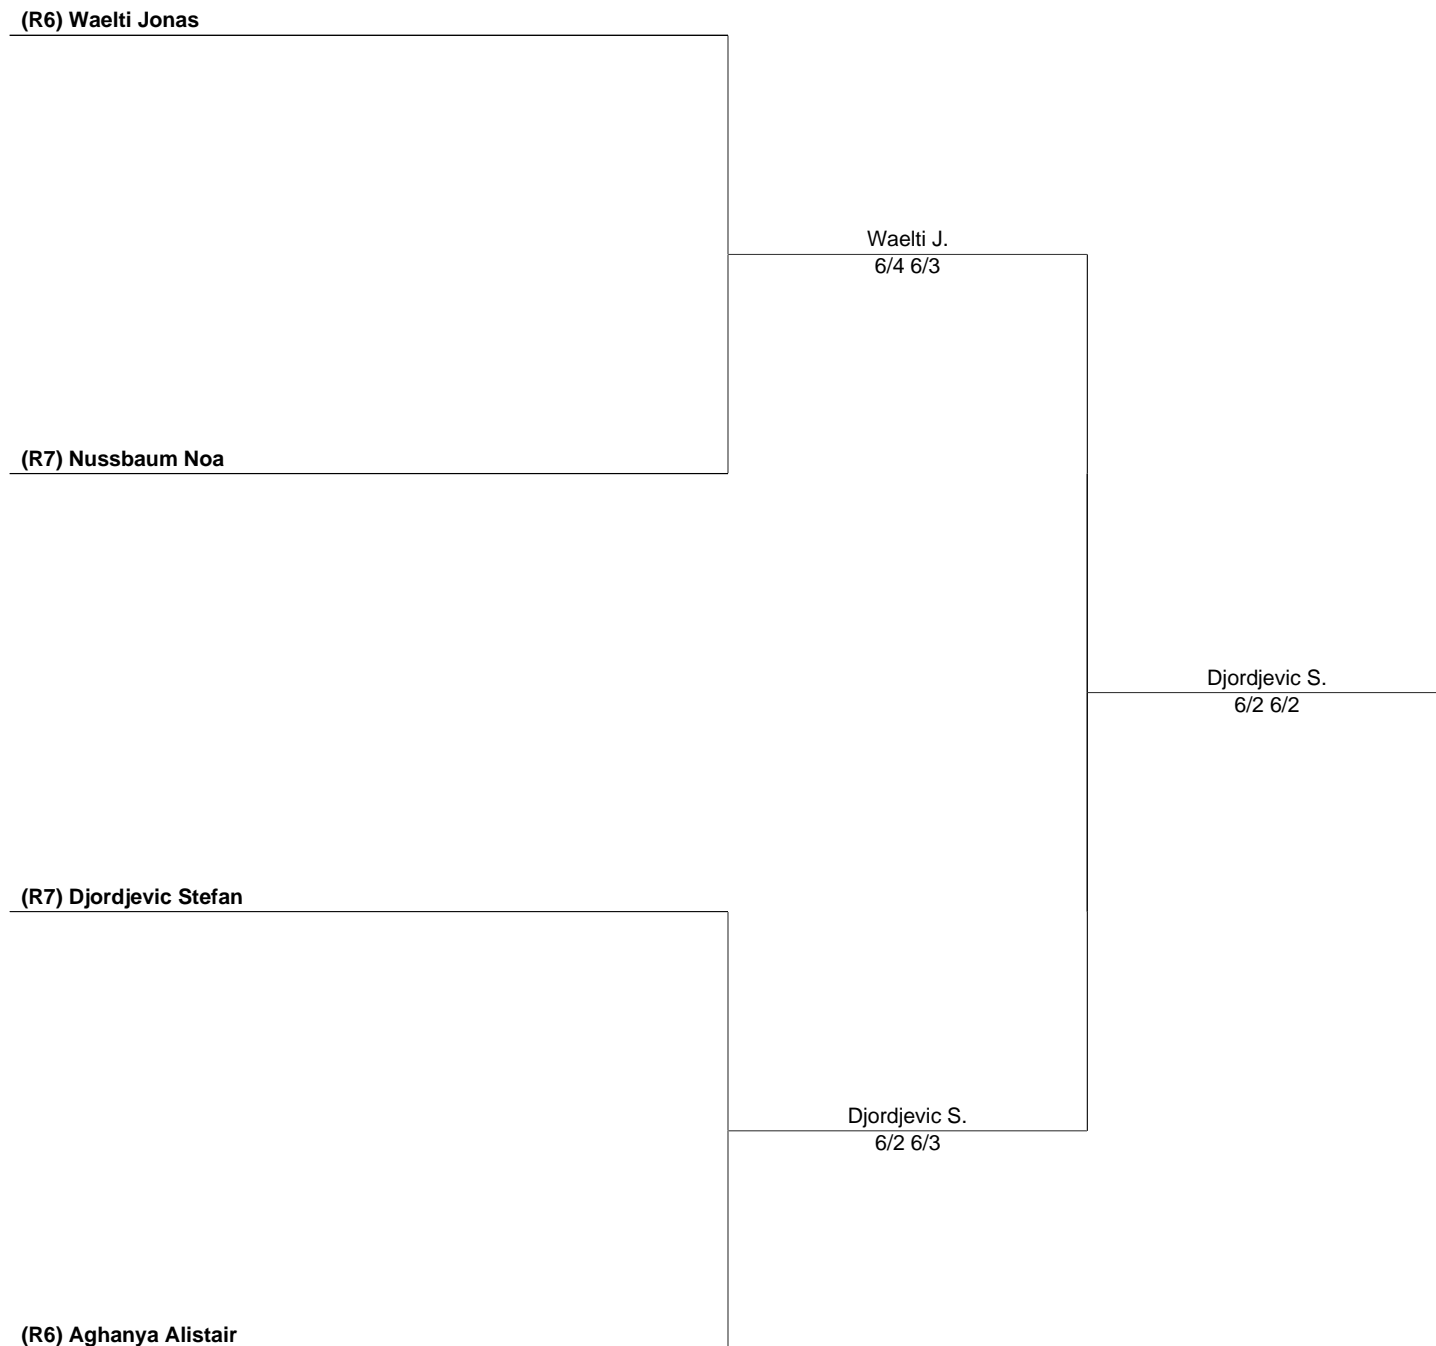 (R6) Waelti Jonas
Waelti J.
6/4 6/3
(R7) Nussbaum Noa
Djordjevic S.
6/2 6/2
(R7) Djordjevic Stefan
Djordjevic S.
6/2 6/3
(R6) Aghanya Alistair